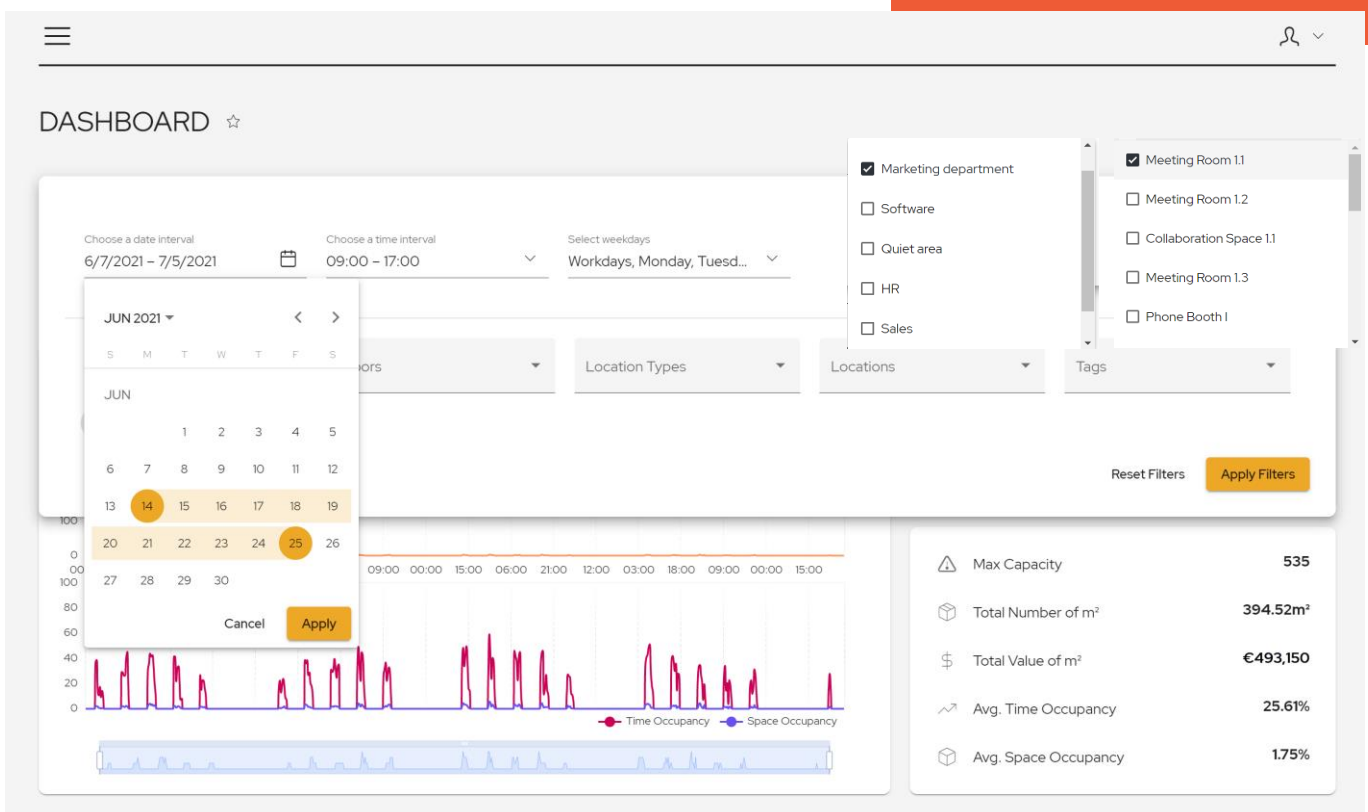 DASHBOARD
Choose a date interval
6/7/2021 – 7/5/2021
Choose a time interval
09:00 – 17:00
Select weekdays
Workdays, Monday, Tuesd...
Marketing department
Software
Quiet area
HR
Sales
Meeting Room 1.1
Meeting Room 1.2
Collaboration Space 1.1
Meeting Room 1.3
Phone Booth I
JUN 2021
S M T W T F S
JUN
1 2 3 4 5
6 7 8 9 10 11 12
13 14 15 16 17 18 19
20 21 22 23 24 25 26
27 28 29 30
Cancel Apply
Location Types
Locations
Tags
Reset Filters Apply Filters
100
0
00 09:00 00:00 15:00 06:00 21:00 12:00 03:00 18:00 09:00 00:00 15:00
100
80
60
40
20
0
Time Occupancy Space Occupancy
Max Capacity 535
Total Number of m² 394.52m²
Total Value of m² €493,150
Avg. Time Occupancy 25.61%
Avg. Space Occupancy 1.75%